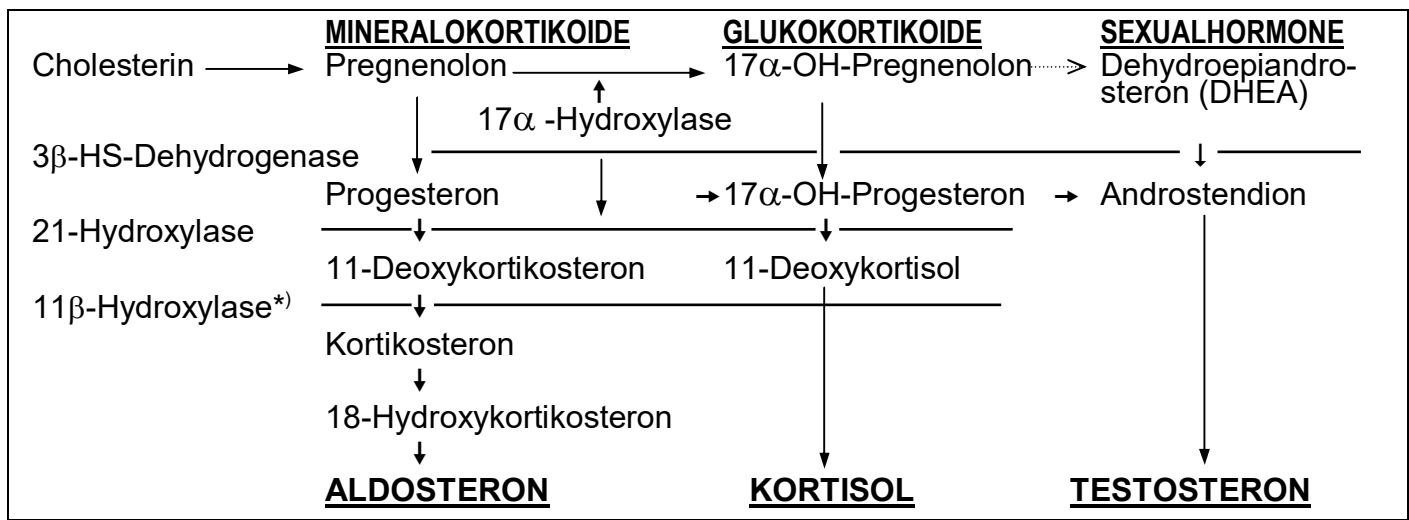 MINERALOKORTIKOIDE GLUKOKORTIKOIDE SEXUALHORMONE
Cholesterin Pregnenolon 17α-OH-Pregnenolon Dehydroepiandro-
steron (DHEA)
17α -Hydroxylase
3β-HS-Dehydrogenase
Progesteron 17α-OH-Progesteron Androstendion
21-Hydroxylase
11-Deoxykortikosteron 11-Deoxykortisol
11β-Hydroxylase*)
Kortikosteron
18-Hydroxykortikosteron
ALDOSTERON KORTISOL TESTOSTERON